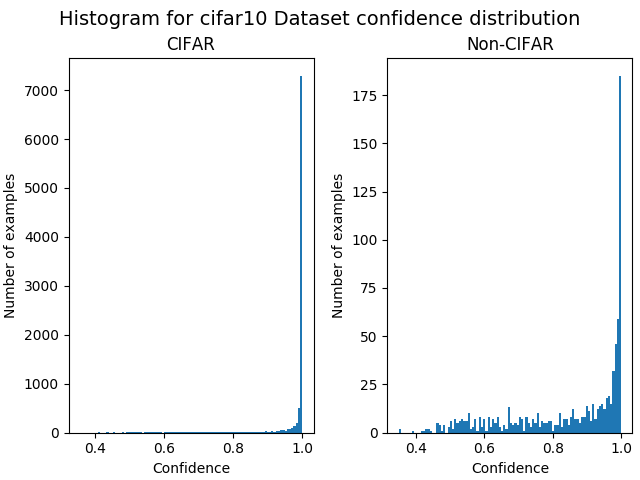 Histogram for cifar10 Dataset confidence distribution
CIFAR
Number of examples
7000
6000
5000
4000
3000
2000
1000
0
0.4 0.6 0.8 1.0
Confidence
Non-CIFAR
Number of examples
175
150
125
100
75
50
25
0
0.4 0.6 0.8 1.0
Confidence